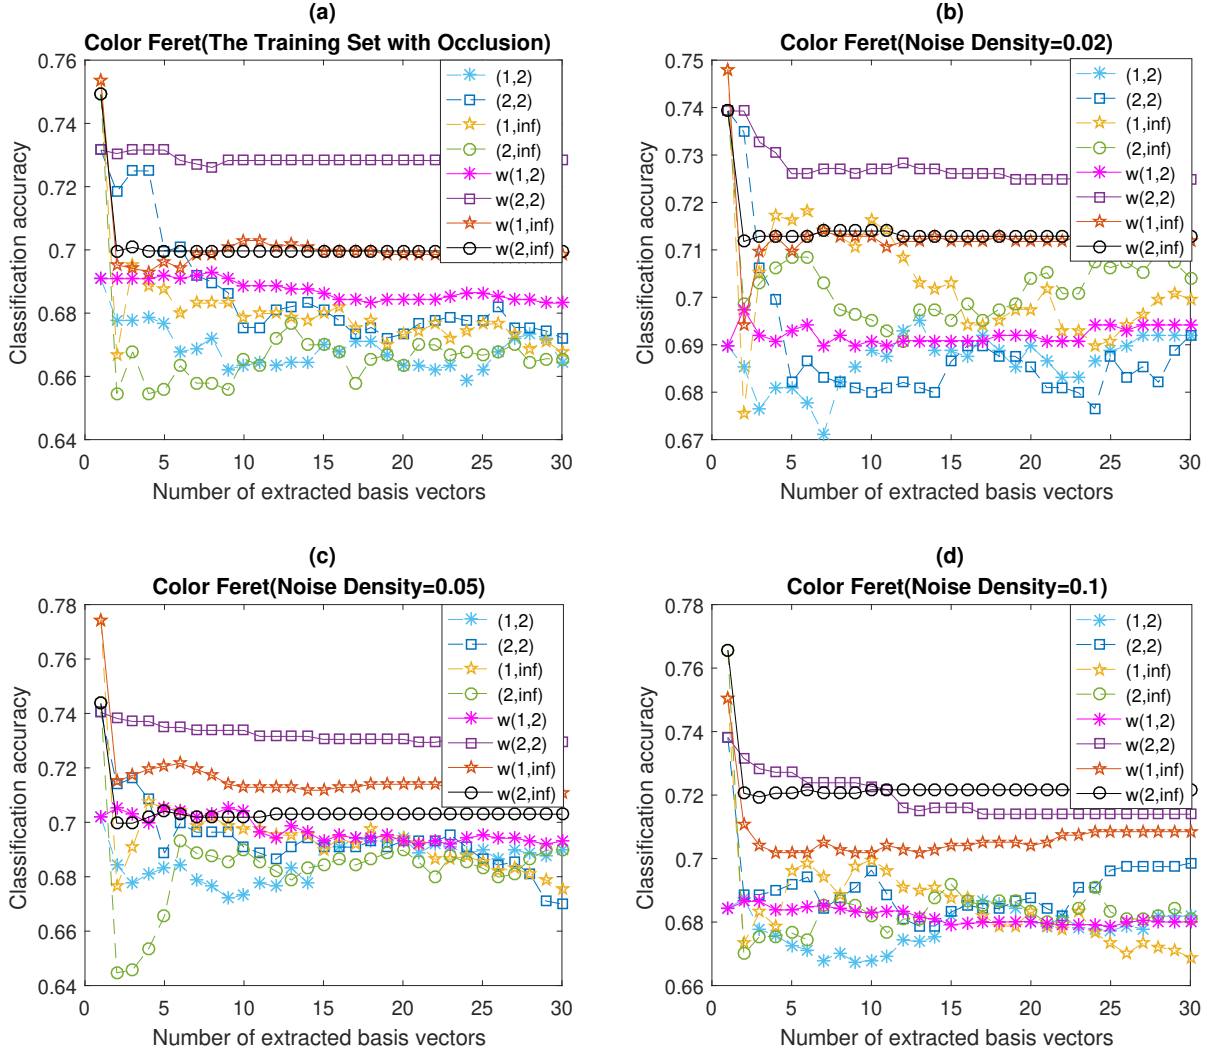 (a)
Color Feret(The Training Set with Occlusion)
0.76
0.74
0.72
0.7
0.68
0.66
0.64
Classification accuracy
0 5 10 15 20 25 30
Number of extracted basis vectors
(1,2)
(2,2)
(1,inf)
(2,inf)
w(1,2)
w(2,2)
w(1,inf)
w(2,inf)
(b)
Color Feret(Noise Density=0.02)
0.75
0.74
0.73
0.72
0.71
0.7
0.69
0.68
0.67
Classification accuracy
0 5 10 15 20 25 30
Number of extracted basis vectors
(1,2)
(2,2)
(1,inf)
(2,inf)
w(1,2)
w(2,2)
w(1,inf)
w(2,inf)
(c)
Color Feret(Noise Density=0.05)
0.78
0.76
0.74
0.72
0.7
0.68
0.66
0.64
Classification accuracy
0 5 10 15 20 25 30
Number of extracted basis vectors
(1,2)
(2,2)
(1,inf)
(2,inf)
w(1,2)
w(2,2)
w(1,inf)
w(2,inf)
(d)
Color Feret(Noise Density=0.1)
0.78
0.76
0.74
0.72
0.7
0.68
0.66
Classification accuracy
0 5 10 15 20 25 30
Number of extracted basis vectors
(1,2)
(2,2)
(1,inf)
(2,inf)
w(1,2)
w(2,2)
w(1,inf)
w(2,inf)